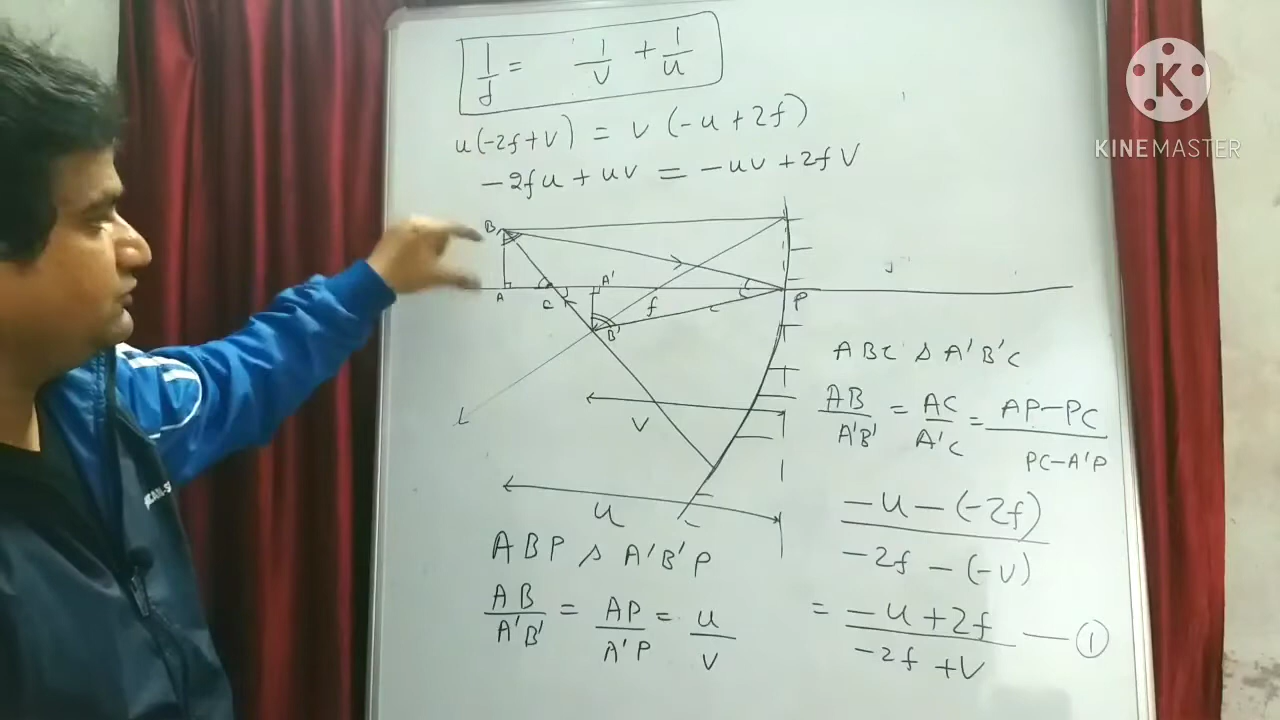 1/f = 1/v + 1/u
u(-2f+v) = v (-u+2f)
-2fu + uv = -uv + 2fV
K
KINEMASTER
B
A
C
A'
B'
f
P
L
V
u
ABC Δ A'B'C
AB/A'B' = AC/A'C = AP-PC/PC-A'P
-u-(-2f)/-2f-(-v)
= -u+2f/-2f+v — ①
ABP Δ A'B'P
AB/A'B' = AP/A'P = u/v